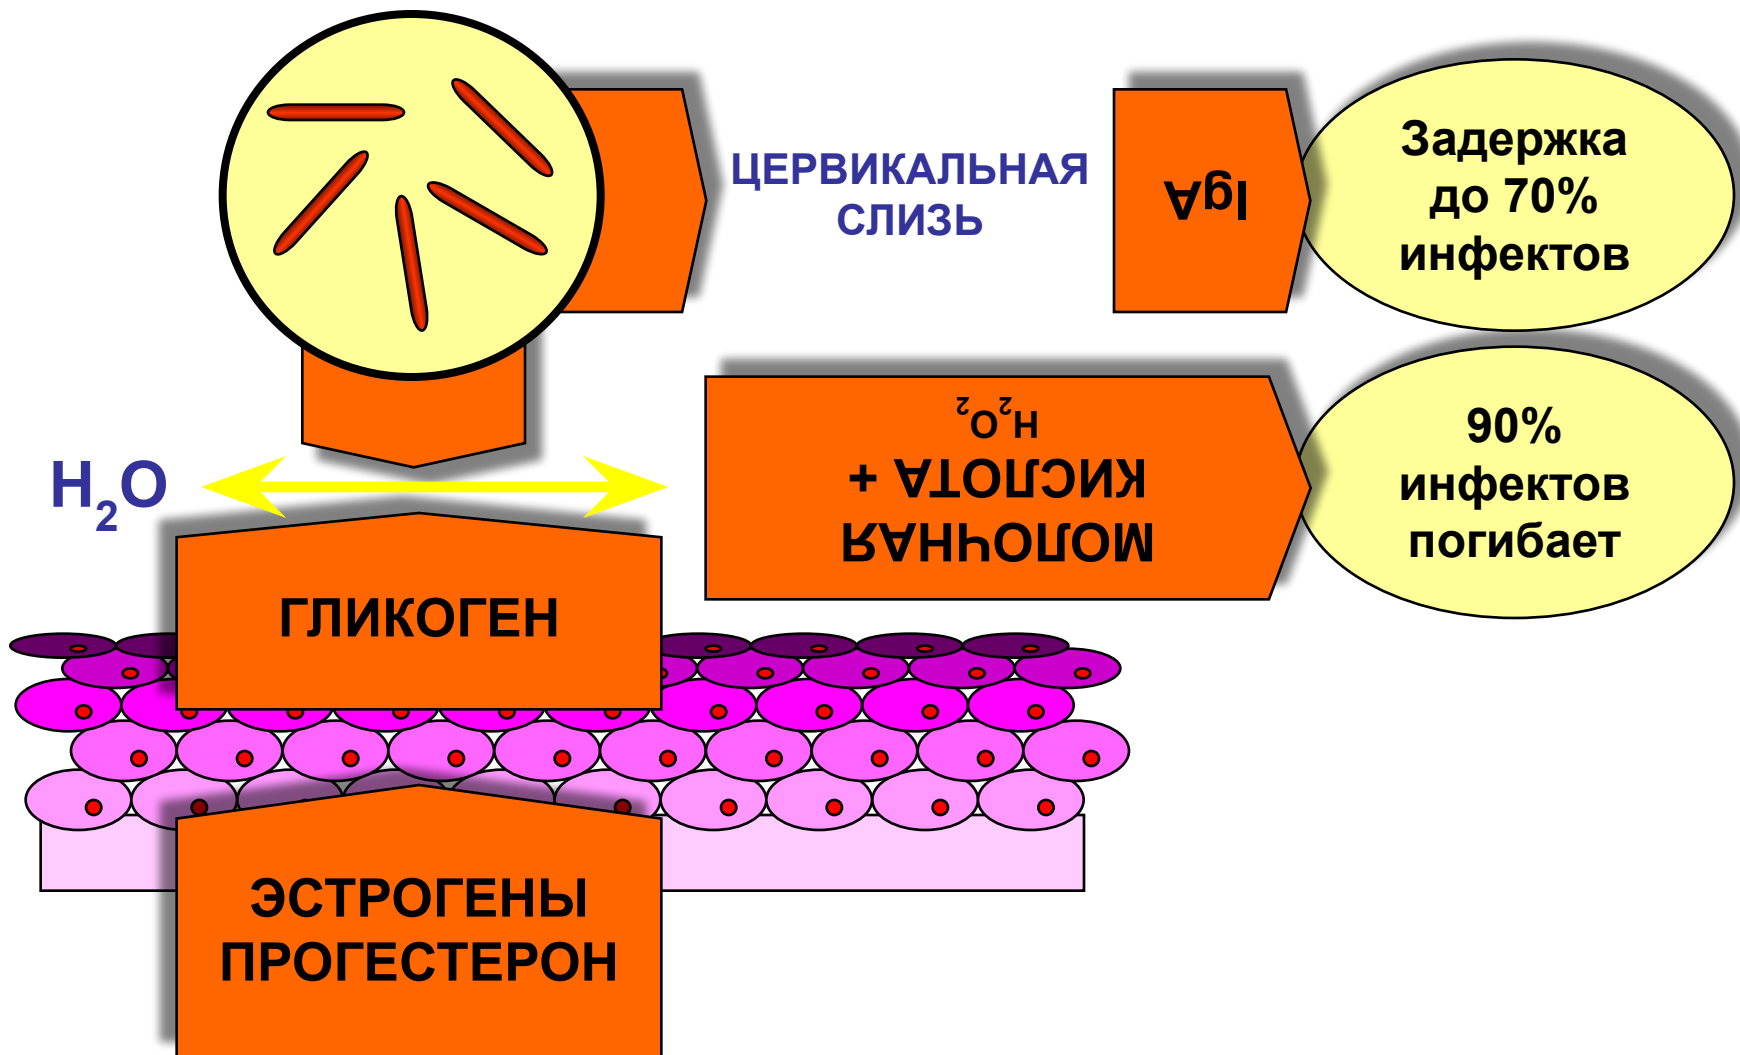 ЦЕРВИКАЛЬНАЯ
СЛИЗЬ
IgA
Задержка
до 70%
инфектов
H₂O
МОЛОЧНАЯ
КИСЛОТА +
H₂O₂
90%
инфектов
погибает
ГЛИКОГЕН
ЭСТРОГЕНЫ
ПРОГЕСТЕРОН